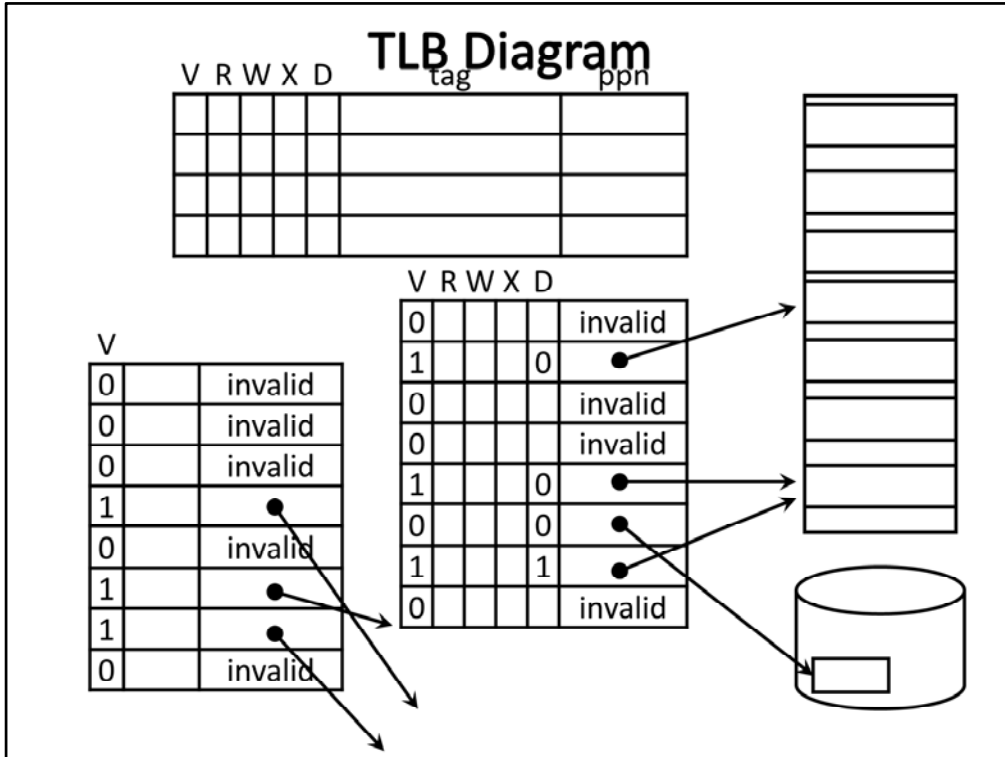 TLB Diagram
V R W X D tag ppn
V R W X D
0 invalid
1 0
0 invalid
0 invalid
1 0
0 0
1 1
0 invalid
V
0 invalid
0 invalid
0 invalid
1
0 invalid
1
1
0 invalid